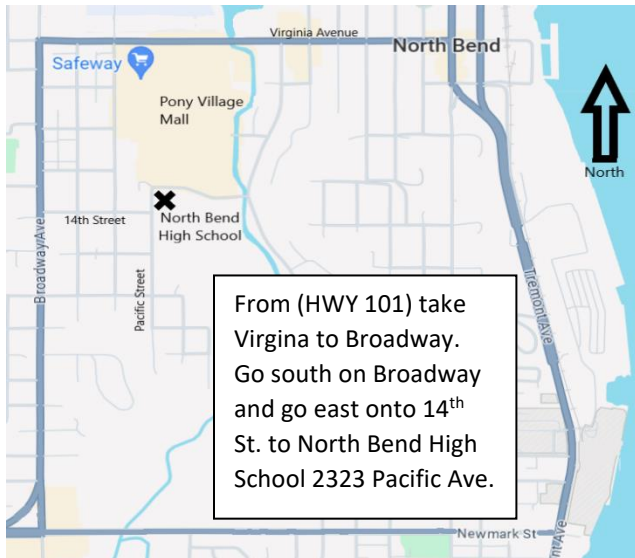 Virginia Avenue
North Bend
Safeway
Pony Village
Mall
North
14th Street
North Bend
High School
Broadway Ave
Pacific Street
Tremont Ave
From (HWY 101) take
Virgina to Broadway.
Go south on Broadway
and go east onto 14th
St. to North Bend High
School 2323 Pacific Ave.
Newmark St
nt Ave